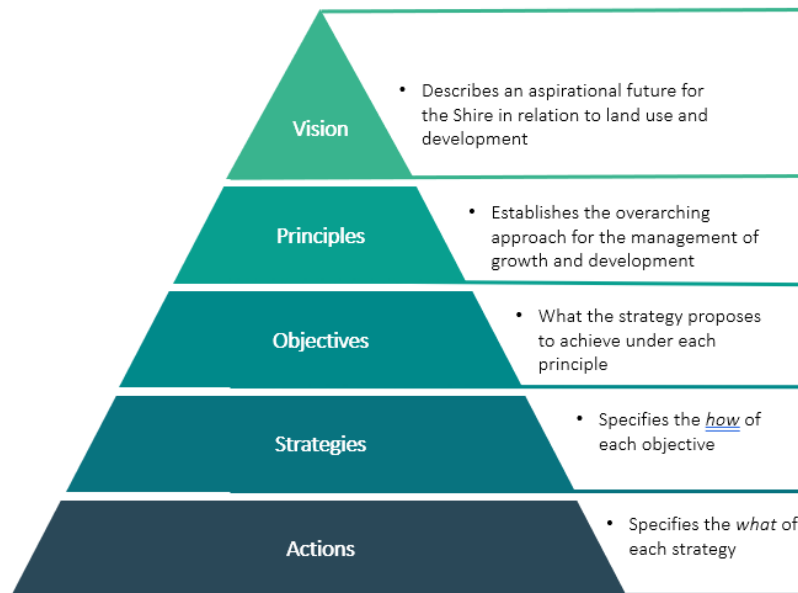 Vision
• Describes an aspirational future for
the Shire in relation to land use and
development
Principles
• Establishes the overarching
approach for the management of
growth and development
Objectives
• What the strategy proposes
to achieve under each
principle
Strategies
• Specifies the how of
each objective
Actions
• Specifies the what of
each strategy